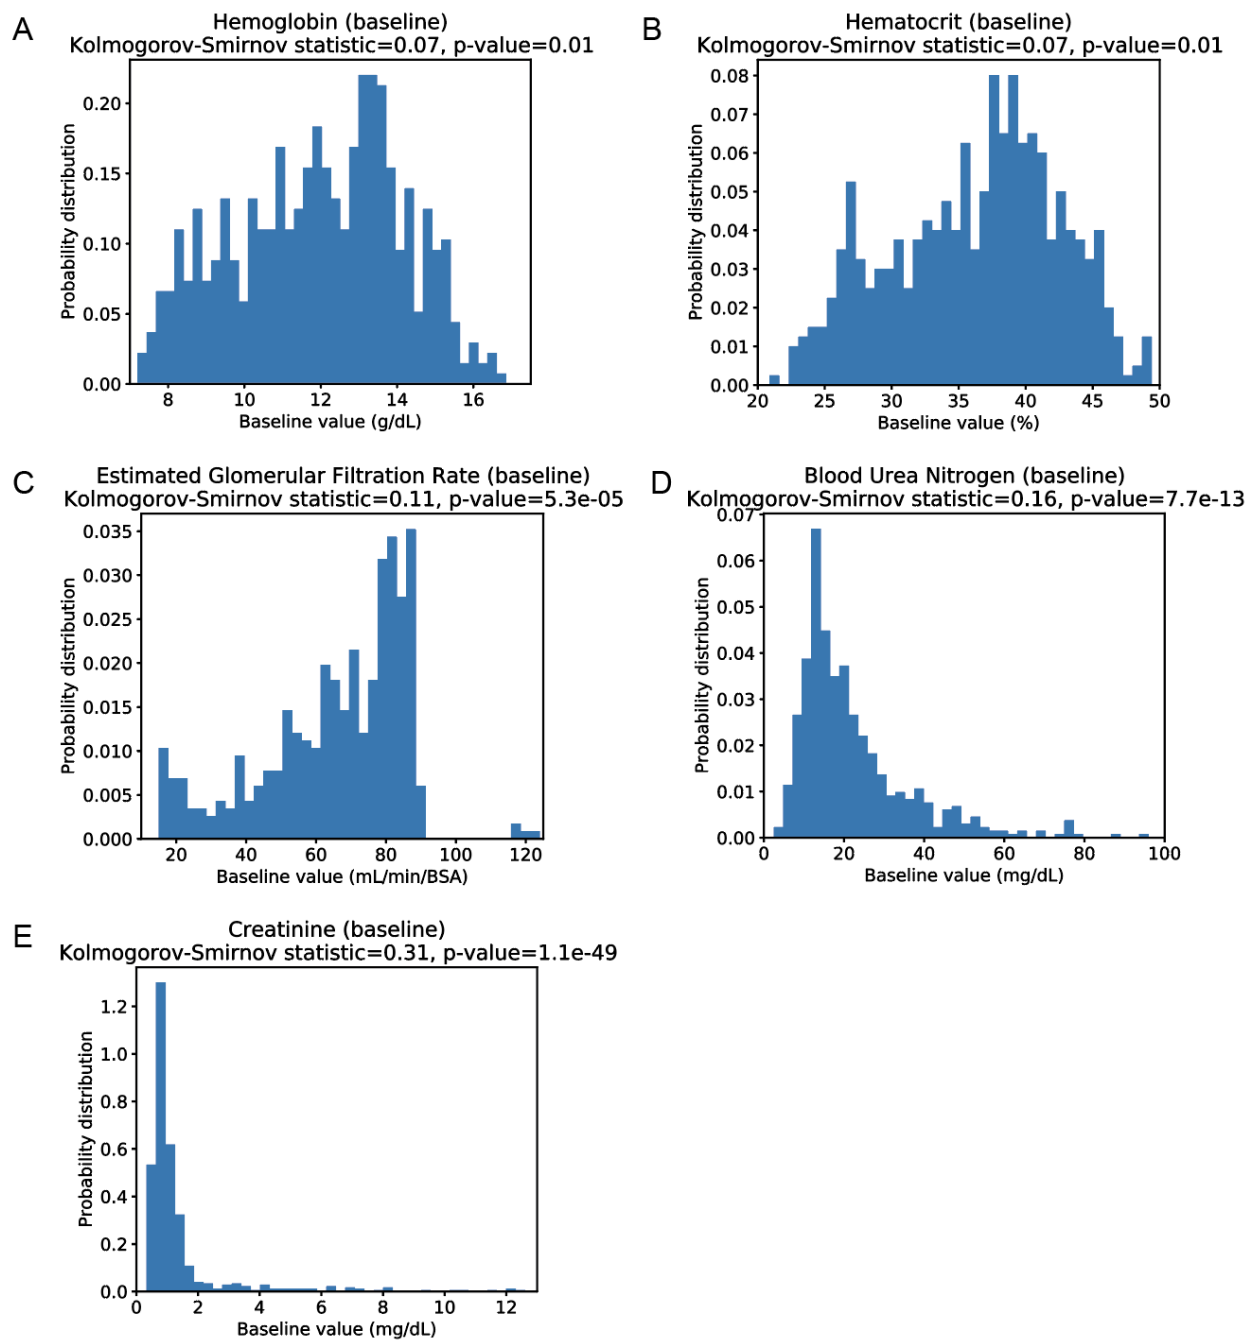 A
Hemoglobin (baseline)
Kolmogorov-Smirnov statistic=0.07, p-value=0.01
Probability distribution
0.20
0.15
0.10
0.05
0.00
8 10 12 14 16
Baseline value (g/dL)
B
Hematocrit (baseline)
Kolmogorov-Smirnov statistic=0.07, p-value=0.01
Probability distribution
0.08
0.07
0.06
0.05
0.04
0.03
0.02
0.01
0.00
20 25 30 35 40 45 50
Baseline value (%)
C
Estimated Glomerular Filtration Rate (baseline)
Kolmogorov-Smirnov statistic=0.11, p-value=5.3e-05
Probability distribution
0.035
0.030
0.025
0.020
0.015
0.010
0.005
0.000
20 40 60 80 100 120
Baseline value (mL/min/BSA)
D
Blood Urea Nitrogen (baseline)
Kolmogorov-Smirnov statistic=0.16, p-value=7.7e-13
Probability distribution
0.07
0.06
0.05
0.04
0.03
0.02
0.01
0.00
0 20 40 60 80 100
Baseline value (mg/dL)
E
Creatinine (baseline)
Kolmogorov-Smirnov statistic=0.31, p-value=1.1e-49
Probability distribution
1.2
1.0
0.8
0.6
0.4
0.2
0.0
0 2 4 6 8 10 12
Baseline value (mg/dL)